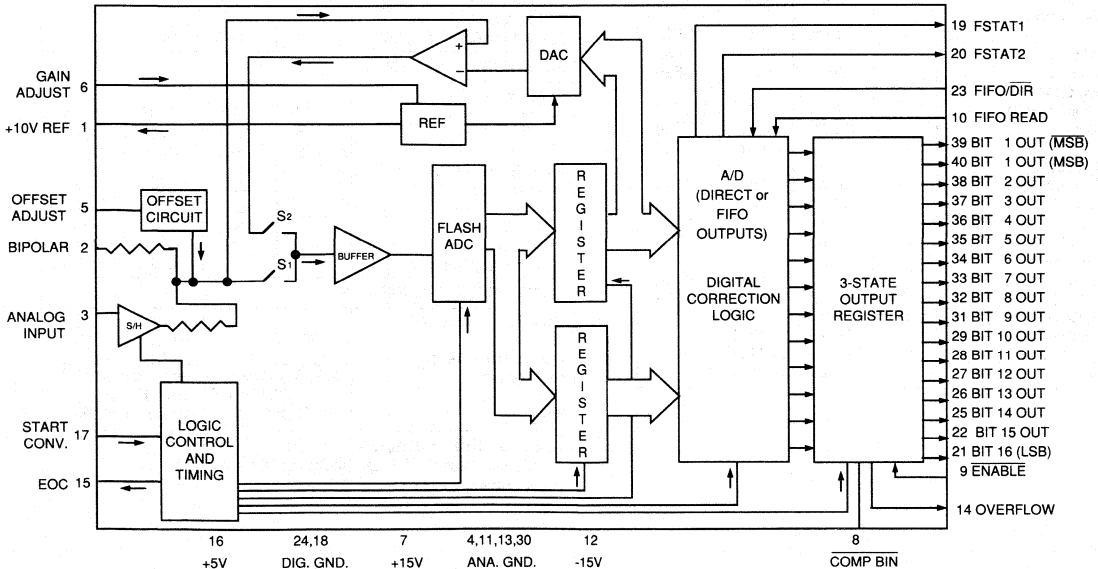 19 FSTAT1
20 FSTAT2
23 FIFO/DIR
10 FIFO READ
39 BIT 1 OUT (MSB)
40 BIT 1 OUT (MSB)
38 BIT 2 OUT
37 BIT 3 OUT
36 BIT 4 OUT
35 BIT 5 OUT
34 BIT 6 OUT
33 BIT 7 OUT
32 BIT 8 OUT
31 BIT 9 OUT
29 BIT 10 OUT
28 BIT 11 OUT
27 BIT 12 OUT
26 BIT 13 OUT
25 BIT 14 OUT
22 BIT 15 OUT
21 BIT 16 (LSB)
9 ENABLE
14 OVERFLOW
GAIN
ADJUST 6
+10V REF 1
OFFSET
ADJUST 5
BIPOLAR 2
ANALOG 3
INPUT
START
CONV. 17
EOC 15
+
−
DAC
REF
OFFSET
CIRCUIT
S2
S1
BUFFER
S/H
FLASH
ADC
REGISTER
REGISTER
A/D
(DIRECT or
FIFO
OUTPUTS)
DIGITAL
CORRECTION
LOGIC
3-STATE
OUTPUT
REGISTER
LOGIC
CONTROL
AND
TIMING
16 24,18 7 4,11,13,30 12 8
+5V DIG. GND. +15V ANA. GND. -15V COMP BIN